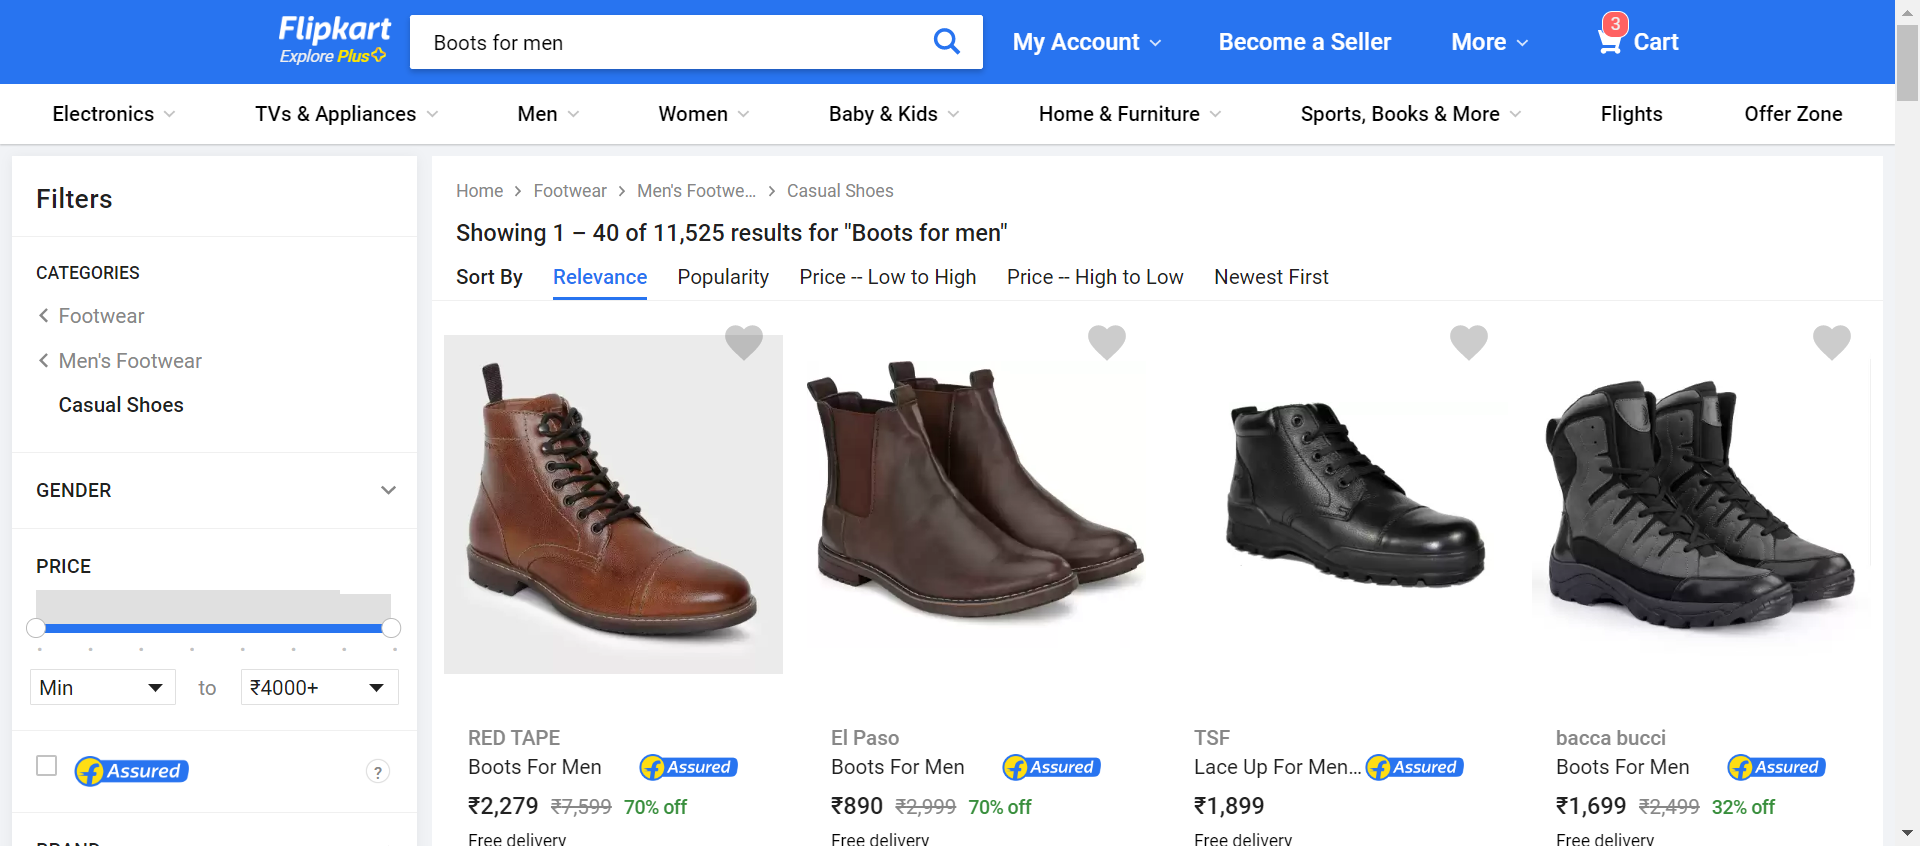 Flipkart
Explore Plus
Boots for men
My Account
Become a Seller
More
3
Cart
Electronics
TVs & Appliances
Men
Women
Baby & Kids
Home & Furniture
Sports, Books & More
Flights
Offer Zone
Filters
CATEGORIES
Footwear
Men's Footwear
Casual Shoes
GENDER
PRICE
Min
to
₹4000+
Assured
?
BRAND
Home
Footwear
Men's Footwe...
Casual Shoes
Showing 1 – 40 of 11,525 results for "Boots for men"
Sort By
Relevance
Popularity
Price -- Low to High
Price -- High to Low
Newest First
RED TAPE
Boots For Men
Assured
₹2,279 ₹7,599 70% off
Free delivery
El Paso
Boots For Men
Assured
₹890 ₹2,999 70% off
Free delivery
TSF
Lace Up For Men...
Assured
₹1,899
Free delivery
bacca bucci
Boots For Men
Assured
₹1,699 ₹2,499 32% off
Free delivery